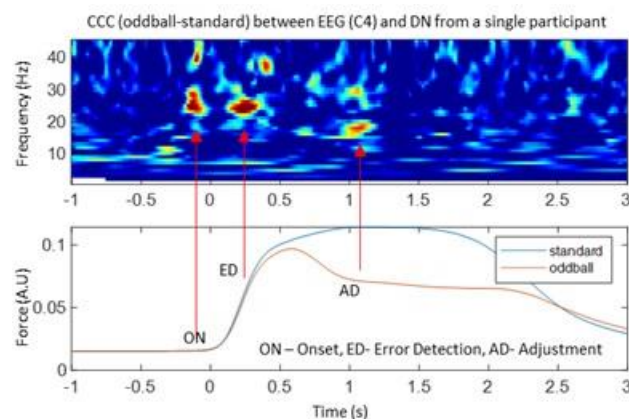 CCC (oddball-standard) between EEG (C4) and DN from a single participant
Frequency (Hz)
40
30
20
10
-1 -0.5 0 0.5 1 1.5 2 2.5 3
Force (A.U)
0.1
0.05
0
ED
ON
AD
standard
oddball
ON – Onset, ED- Error Detection, AD- Adjustment
-1 -0.5 0 0.5 1 1.5 2 2.5 3
Time (s)